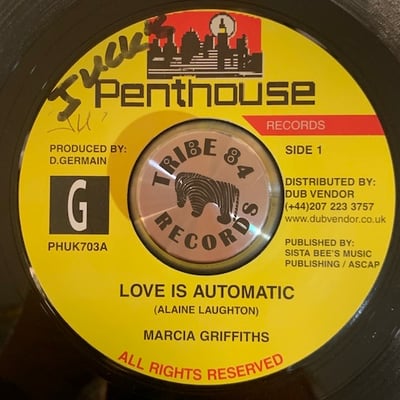 Penthouse
RECORDS
PRODUCED BY:
D.GERMAIN
SIDE 1
G
PHUK703A
TRIBE 84
RECORDS
DISTRIBUTED BY:
DUB VENDOR
(+44)207 223 3757
www.dubvendor.co.uk
PUBLISHED BY:
SISTA BEE'S MUSIC
PUBLISHING / ASCAP
LOVE IS AUTOMATIC
(ALAINE LAUGHTON)
MARCIA GRIFFITHS
ALL RIGHTS RESERVED